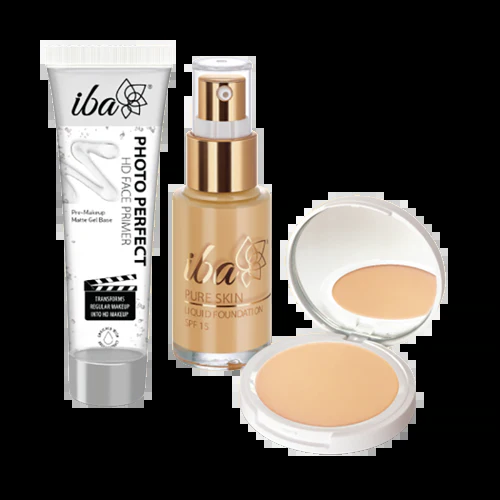 iba
PHOTO PERFECT
HD FACE PRIMER
Pre-Makeup
Matte Gel Base
TRANSFORMS
REGULAR MAKEUP
INTO HD MAKEUP
iba
PURE SKIN
LIQUID FOUNDATION
SPF 15